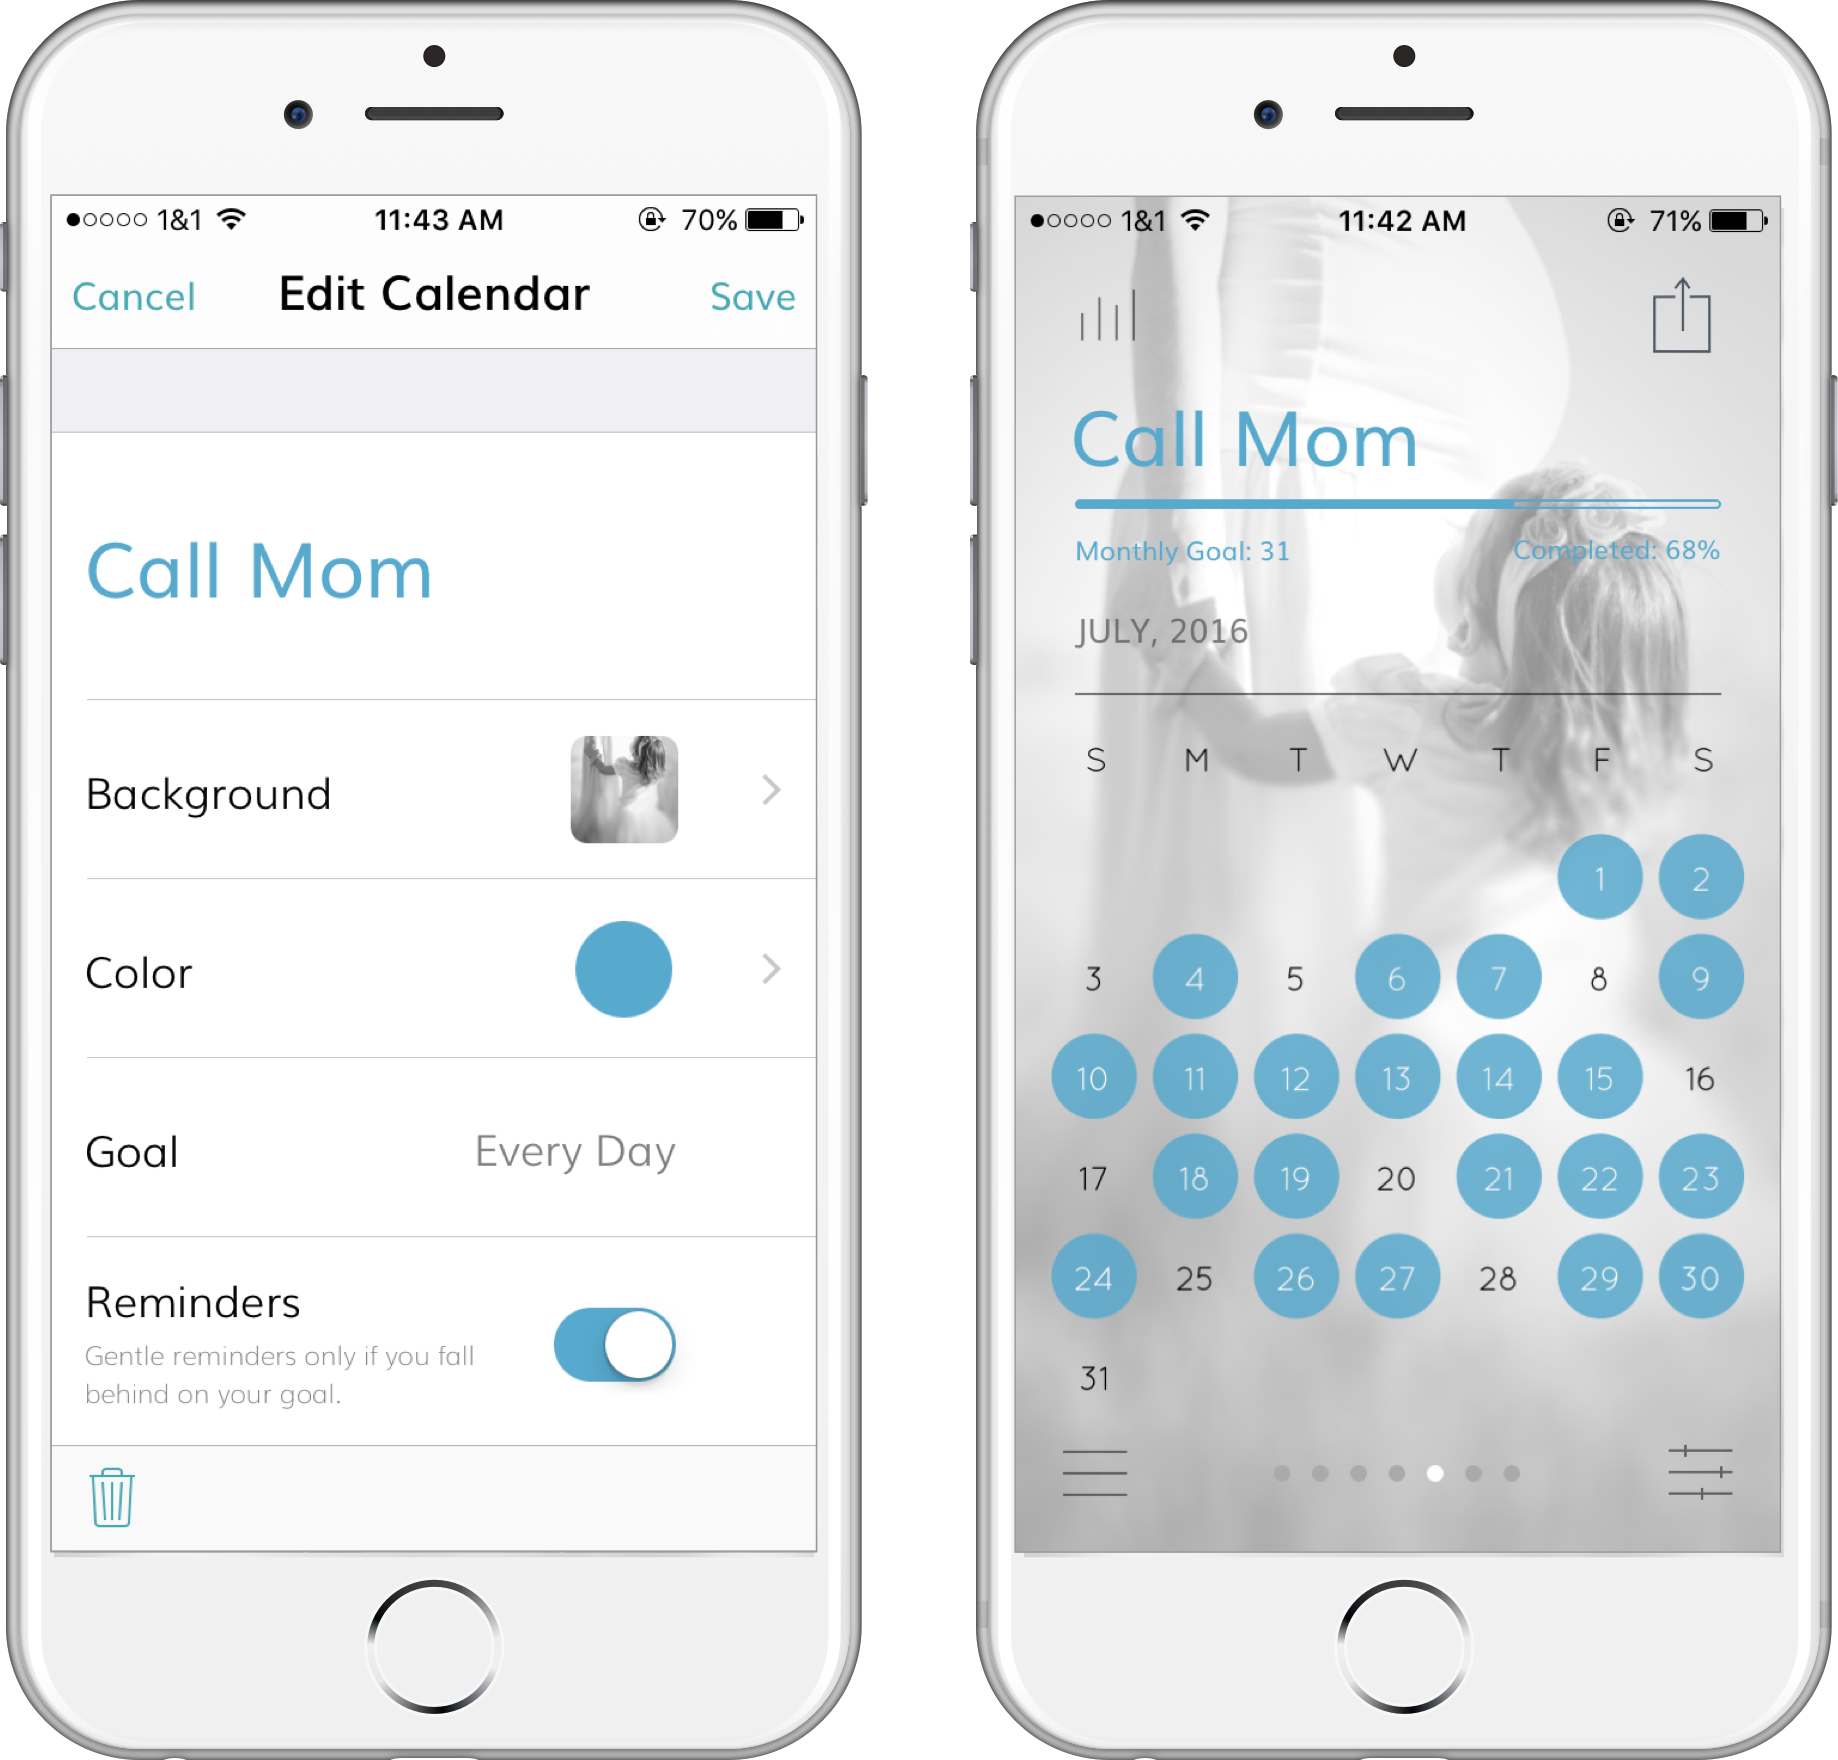 1&1 11:43 AM 70%
Cancel Edit Calendar Save
Call Mom
Background
Color
Goal Every Day
Reminders
Gentle reminders only if you fall
behind on your goal.
1&1 11:42 AM 71%
Call Mom
Monthly Goal: 31 Completed: 68%
JULY, 2016
S M T W T F S
1 2
3 4 5 6 7 8 9
10 11 12 13 14 15 16
17 18 19 20 21 22 23
24 25 26 27 28 29 30
31